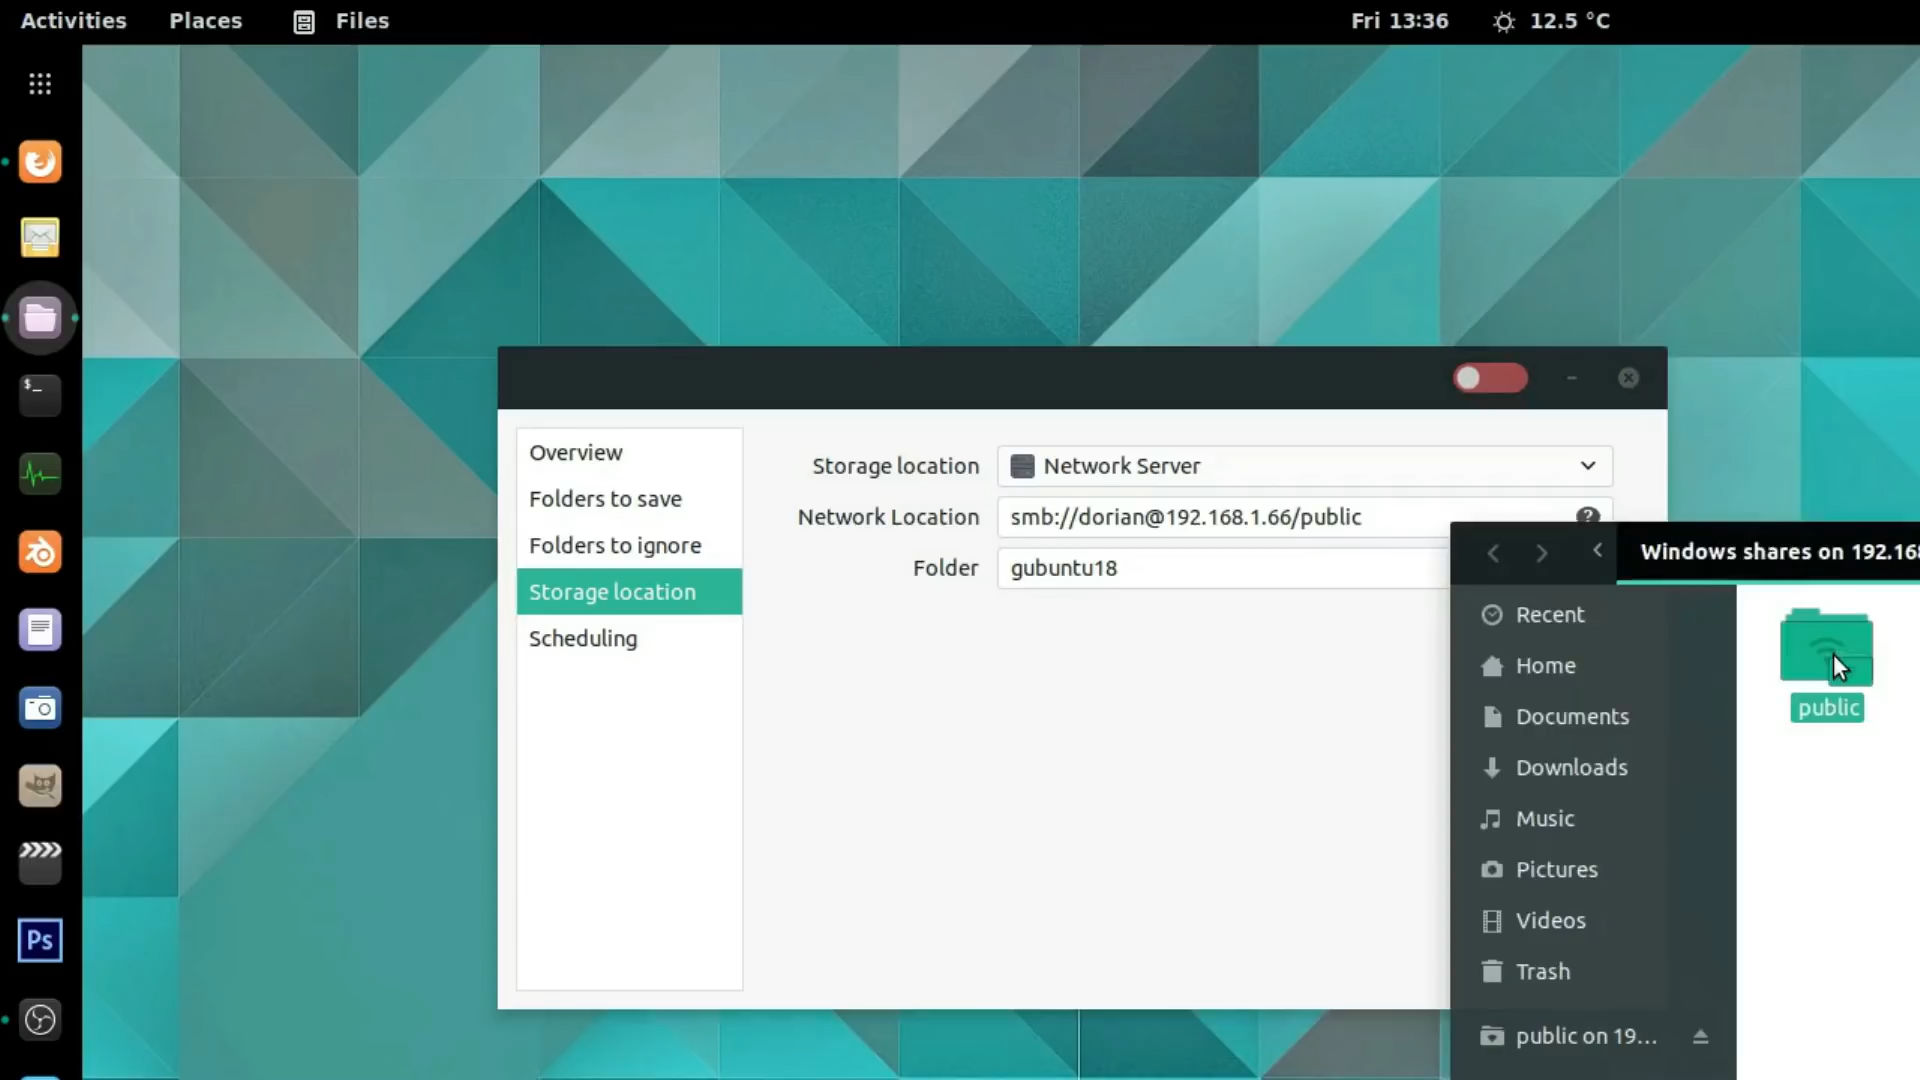 Activities Places Files Fri 13:36 12.5 °C
$_
Ps
Overview
Folders to save
Folders to ignore
Storage location
Scheduling
Storage location Network Server
Network Location smb://dorian@192.168.1.66/public ?
Folder gubuntu18
Windows shares on 192.168
Recent
Home
Documents
Downloads
Music
Pictures
Videos
Trash
public on 19...
public